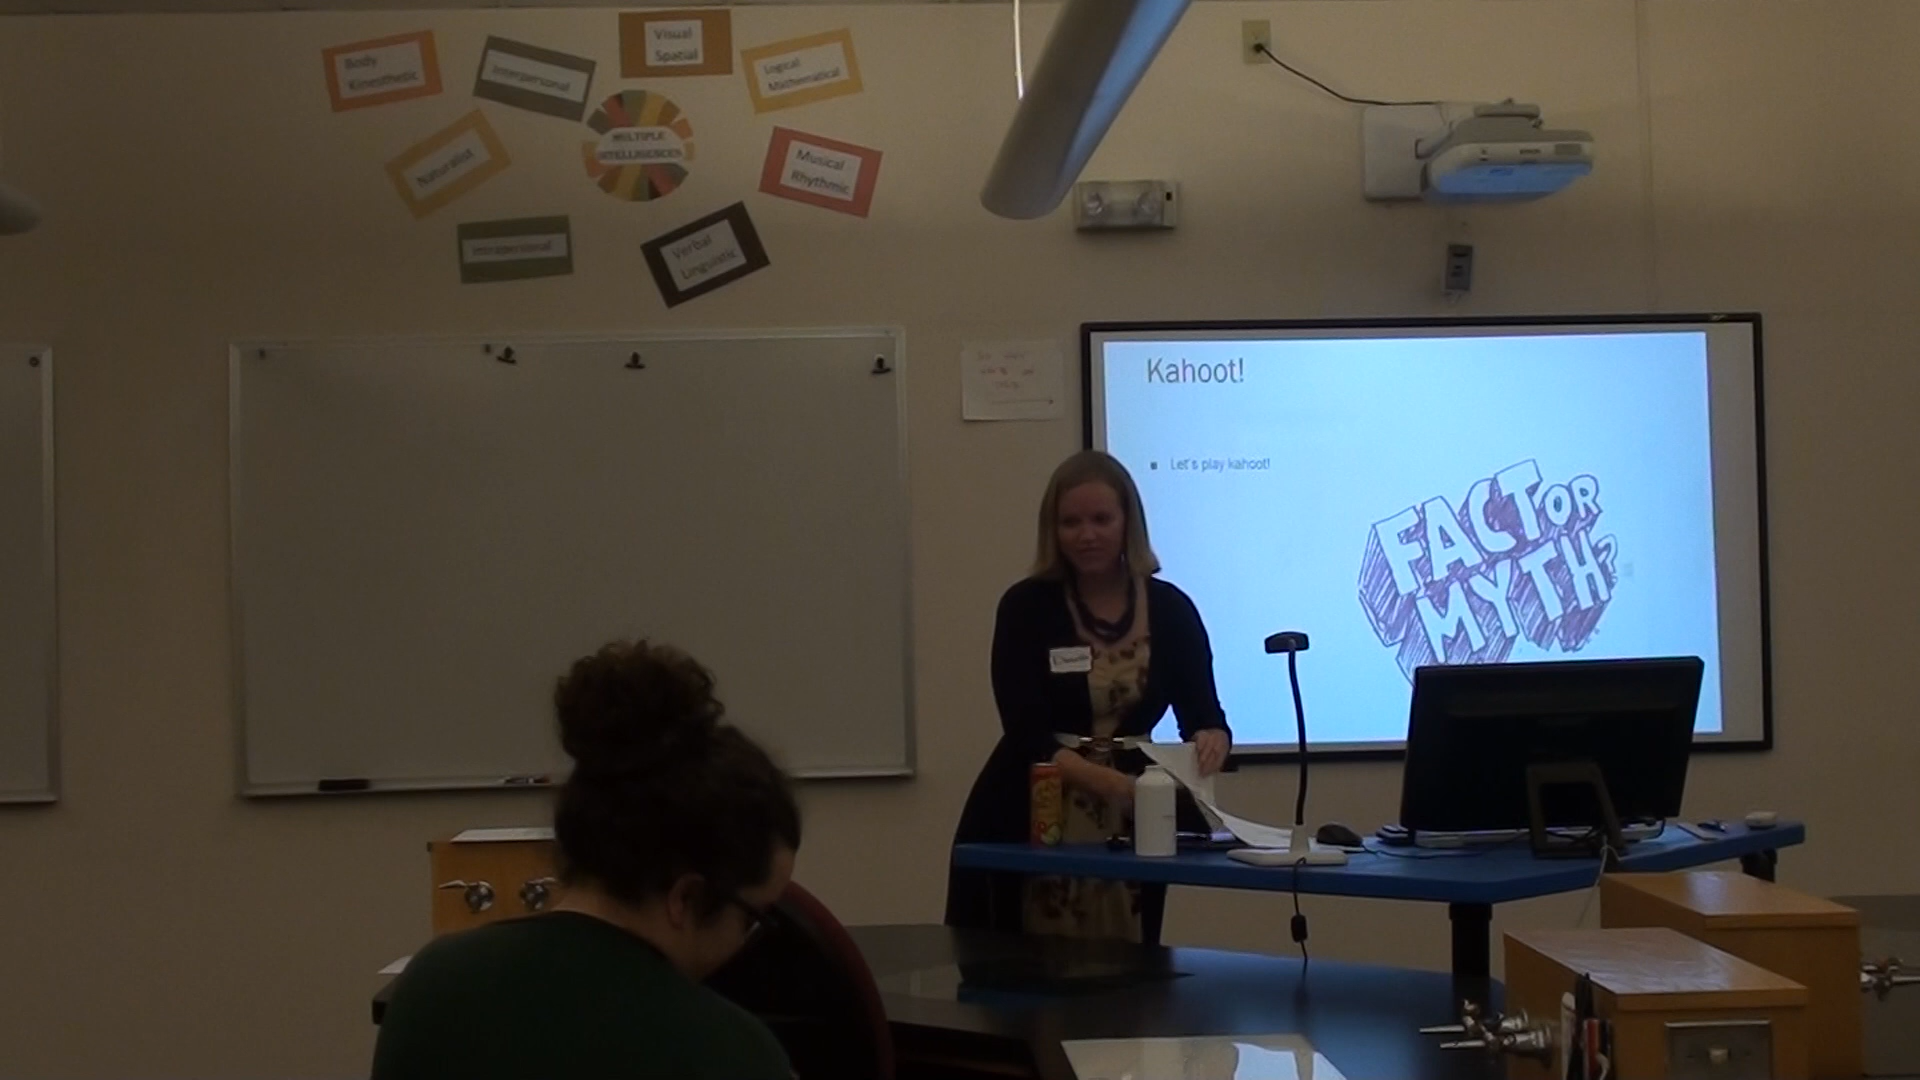 Visual
Spatial
Body
Kinesthetic
Interpersonal
Logical
Mathematical
MULTIPLE
INTELLIGENCES
Naturalist
Musical
Rhythmic
Intrapersonal
Verbal
Linguistic
Kahoot!
Let's play kahoot!
FACT OR
MYTH?